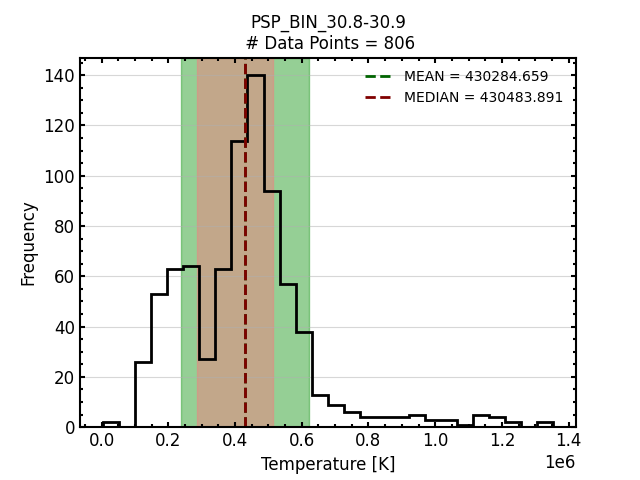 PSP_BIN_30.8-30.9
# Data Points = 806
MEAN = 430284.659
MEDIAN = 430483.891
Frequency
140
120
100
80
60
40
20
0
0.0 0.2 0.4 0.6 0.8 1.0 1.2 1.4
1e6
Temperature [K]